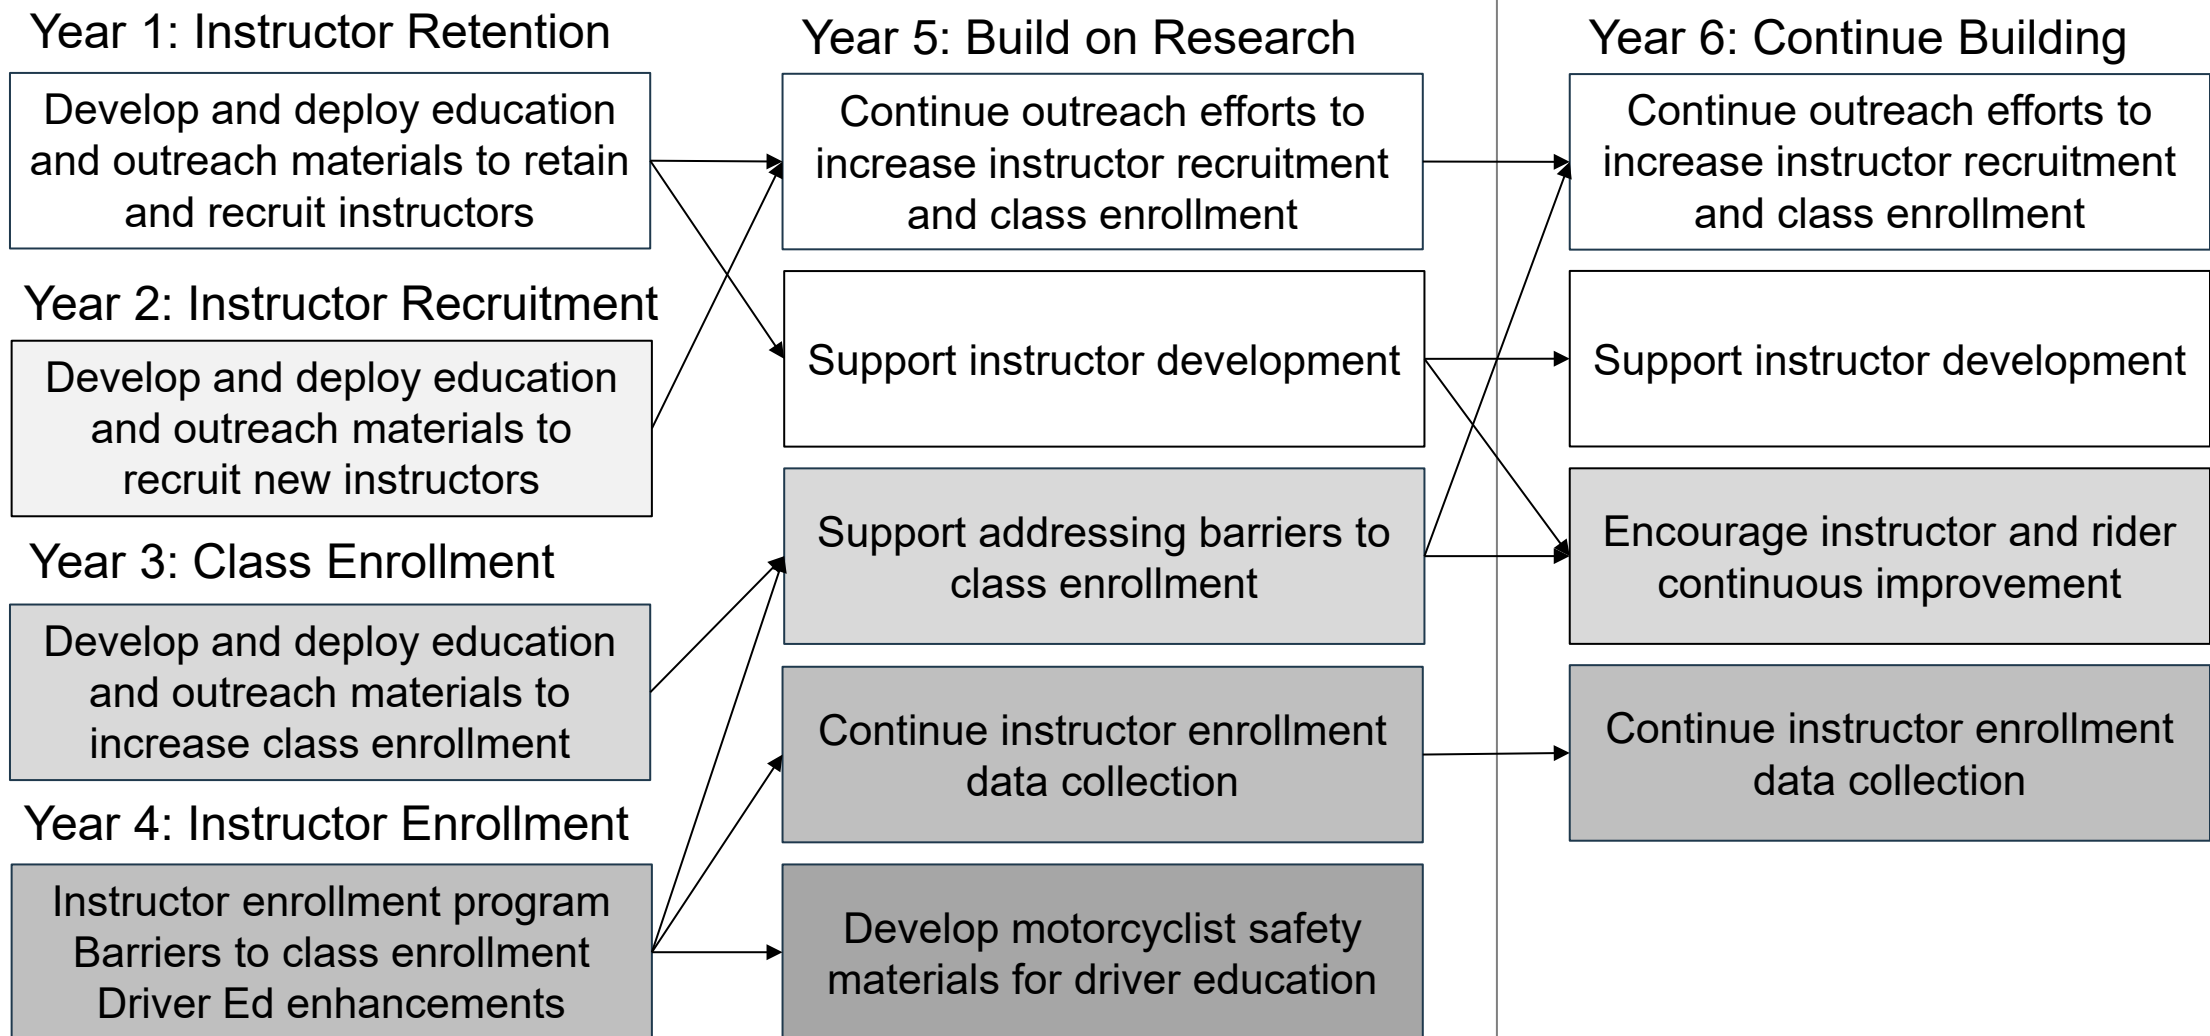 Year 1: Instructor Retention
Develop and deploy education
and outreach materials to retain
and recruit instructors
Year 2: Instructor Recruitment
Develop and deploy education
and outreach materials to
recruit new instructors
Year 3: Class Enrollment
Develop and deploy education
and outreach materials to
increase class enrollment
Year 4: Instructor Enrollment
Instructor enrollment program
Barriers to class enrollment
Driver Ed enhancements
Year 5: Build on Research
Continue outreach efforts to
increase instructor recruitment
and class enrollment
Support instructor development
Support addressing barriers to
class enrollment
Continue instructor enrollment
data collection
Develop motorcyclist safety
materials for driver education
Year 6: Continue Building
Continue outreach efforts to
increase instructor recruitment
and class enrollment
Support instructor development
Encourage instructor and rider
continuous improvement
Continue instructor enrollment
data collection